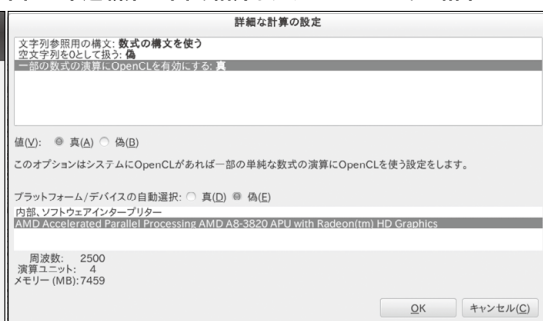 詳細な計算の設定
文字列参照用の構文: 数式の構文を使う
空文字列を0として扱う: 偽
一部の数式の演算にOpenCLを有効にする: 真
値(V): 真(A) 偽(B)
このオプションはシステムにOpenCLがあれば一部の単純な数式の演算にOpenCLを使う設定をします。
プラットフォーム/デバイスの自動選択: 真(D) 偽(E)
内部、ソフトウェアインタープリター
AMD Accelerated Parallel Processing AMD A8-3820 APU with Radeon(tm) HD Graphics
周波数: 2500
演算ユニット: 4
メモリー (MB):7459
OK キャンセル(C)